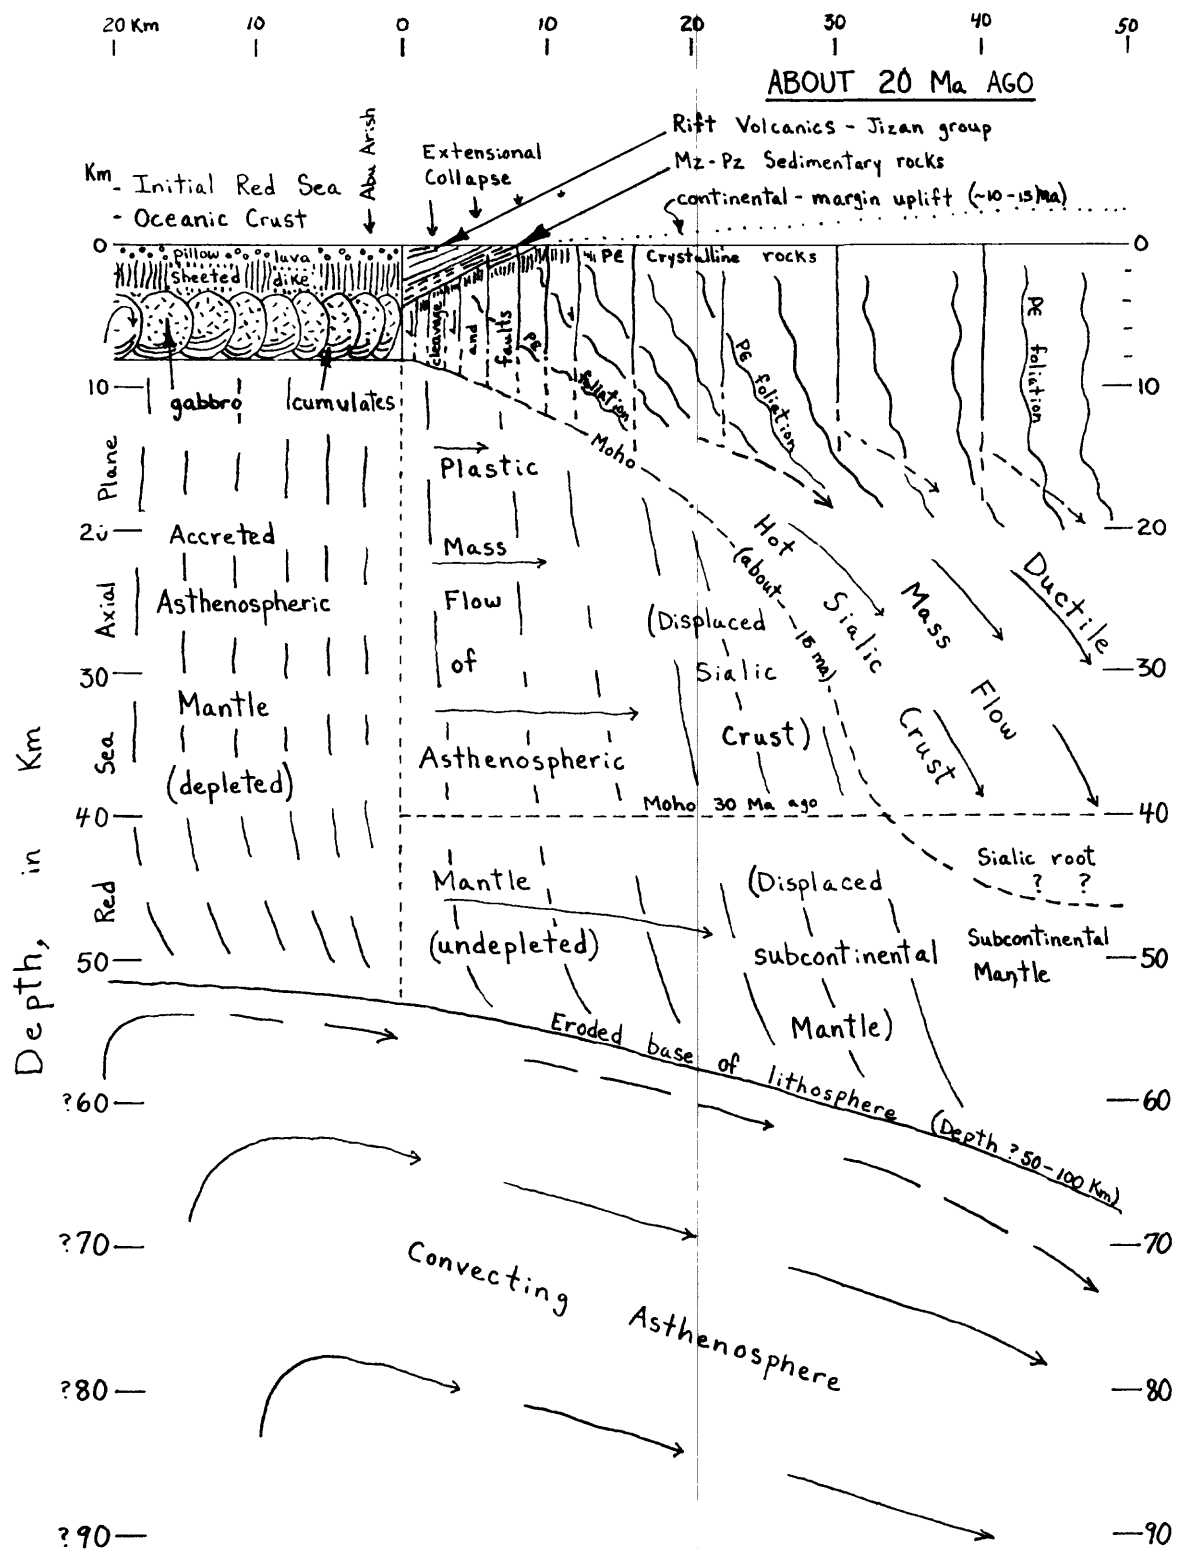 20 Km 10 0 10 20 30 40 50
ABOUT 20 Ma AGO
Rift Volcanics - Jizan group
Mz-Pz Sedimentary rocks
continental - margin uplift (~10-15 Ma)
Extensional
Collapse
Abu Arish
Km
Initial Red Sea
Oceanic Crust
0
pillow lava
sheeted dike
gabbro
cumulates
cleavage
and
faults
pЄ
foliation
pЄ Crystalline rocks
pЄ foliation
pЄ foliation
0
10
20
30
40
50
?60
?70
?80
?90
0
10
20
30
40
50
60
70
80
90
Depth, in Km
Red Sea Axial Plane
Accreted
Asthenospheric
Mantle
(depleted)
Moho
(about 15 ma)
Plastic
Mass
Flow
of
Asthenospheric
Mantle
(undepleted)
(Displaced
Sialic
Crust)
Moho 30 Ma ago
Hot
Sialic
Crust
Ductile
Mass
Flow
Sialic root
? ?
(Displaced
subcontinental
Mantle)
Subcontinental
Mantle
Eroded base of lithosphere (Depth ?50-100 Km)
Convecting Asthenosphere